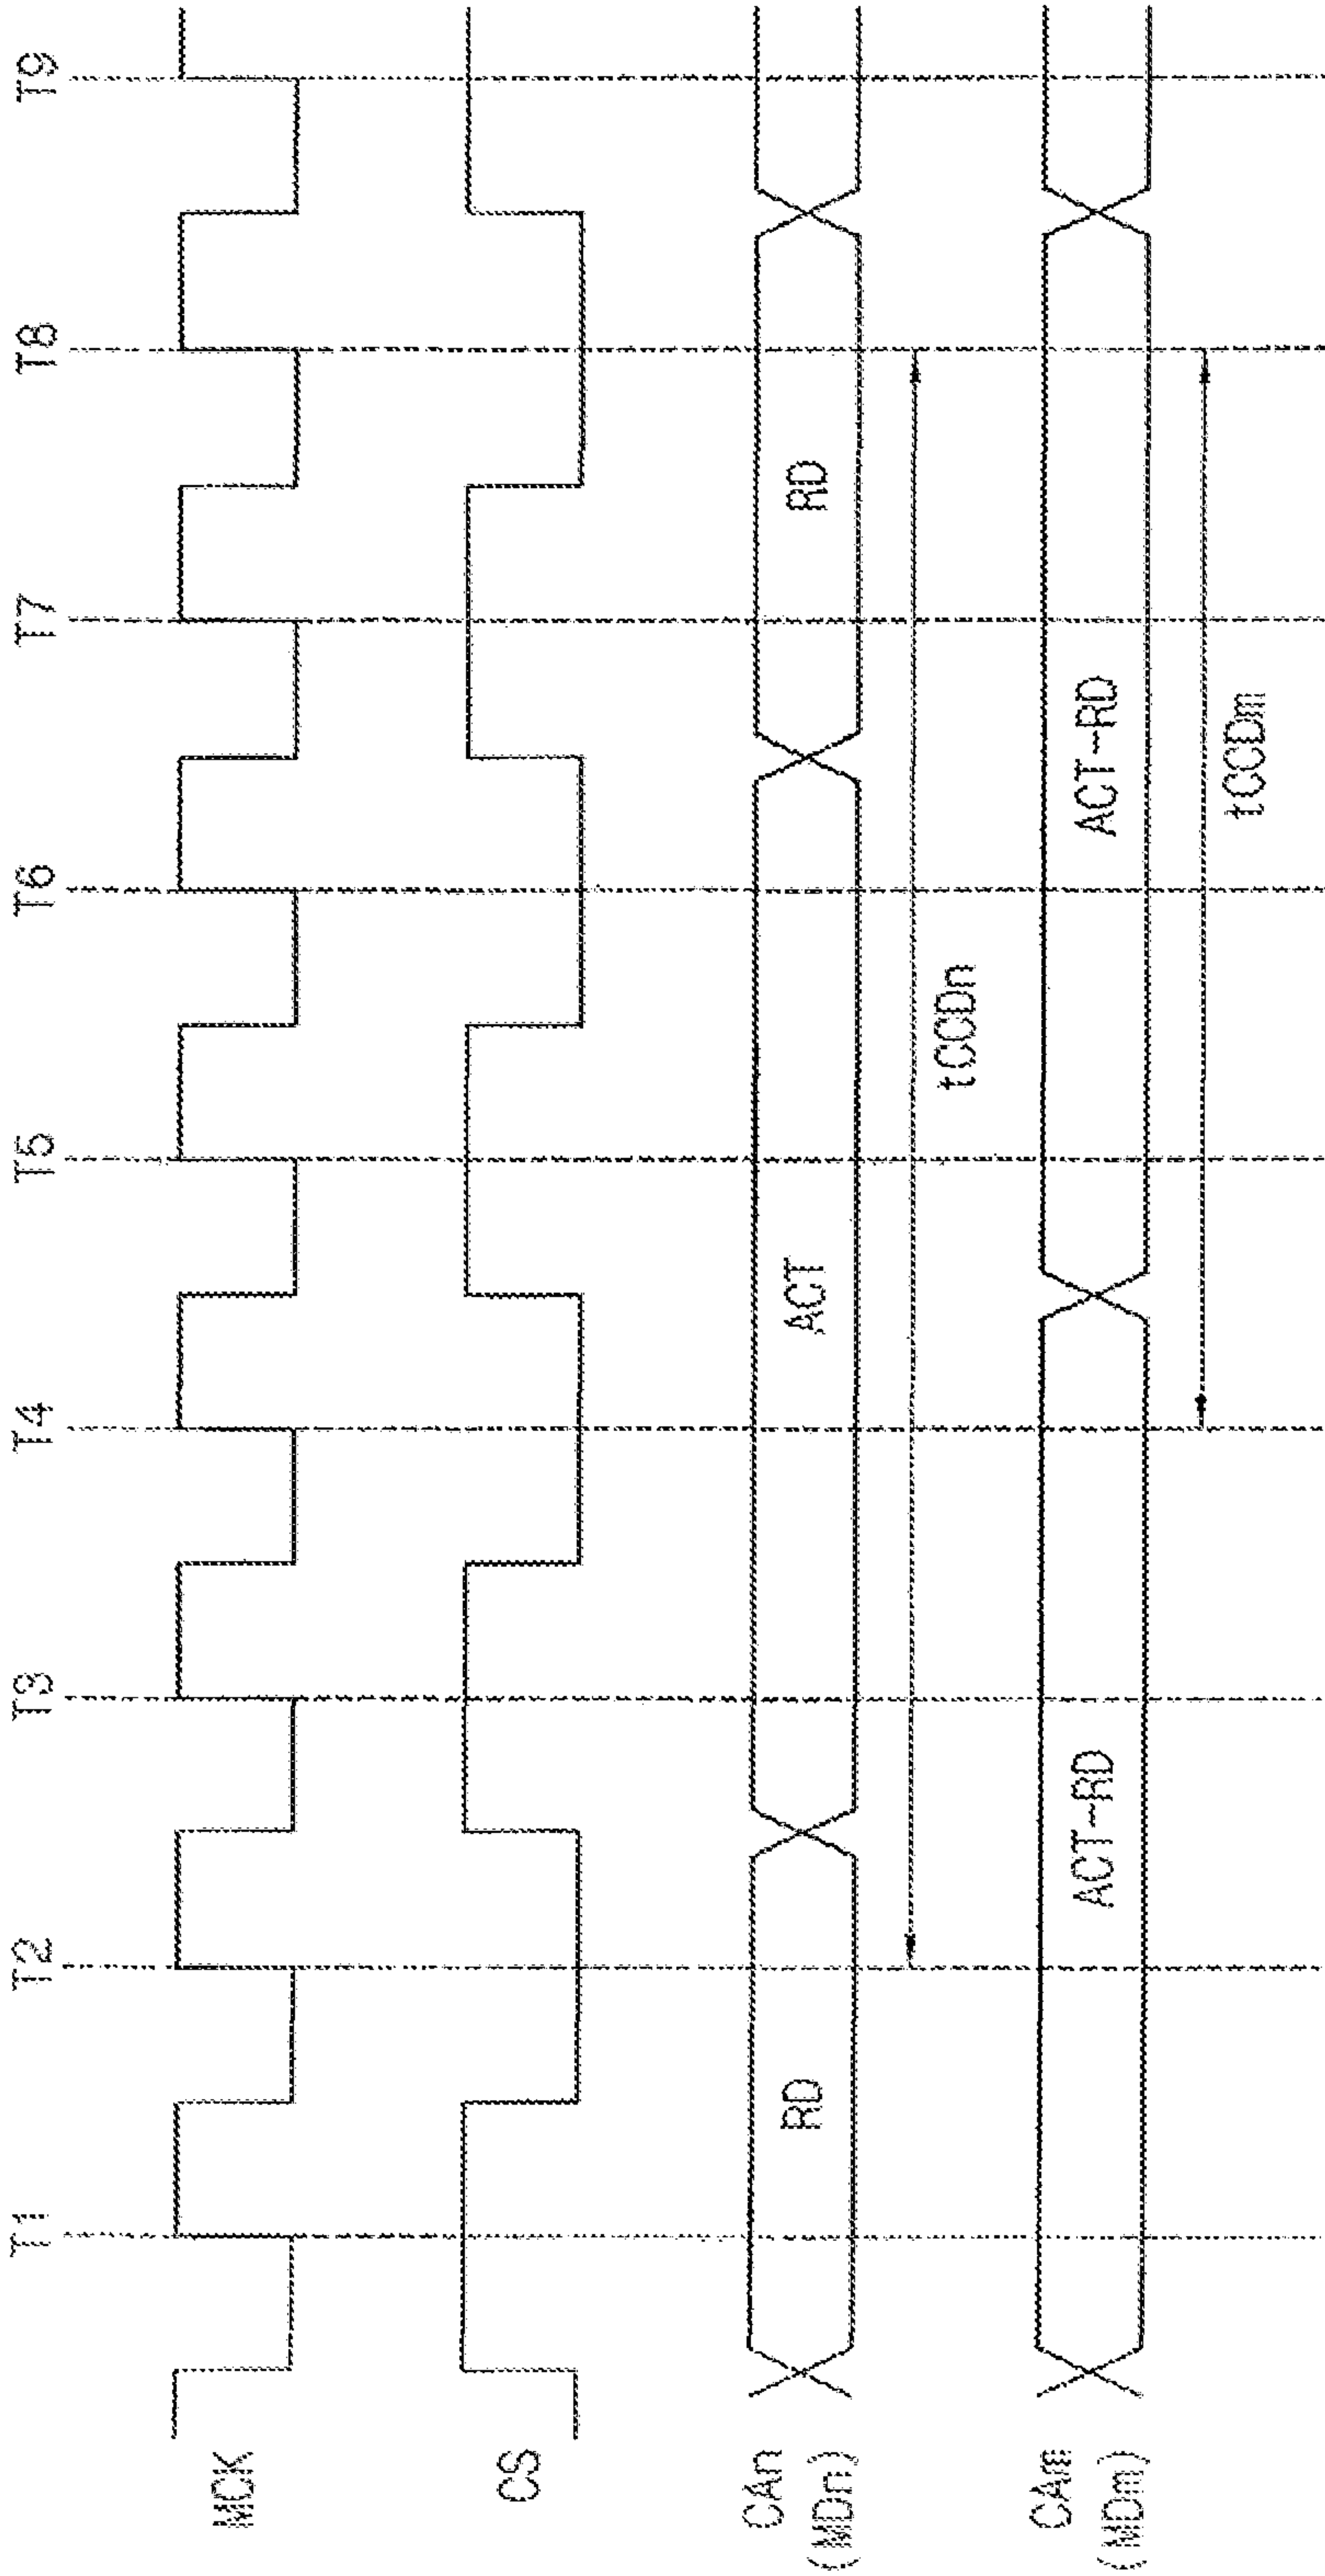 T1 T2 T3 T4 T5 T6 T7 T8 T9
MCK
CS
CAn
(MDn)
RD ACT RD
tCCDn
CAm
(MDm)
ACT-RD ACT-RD
tCCDm